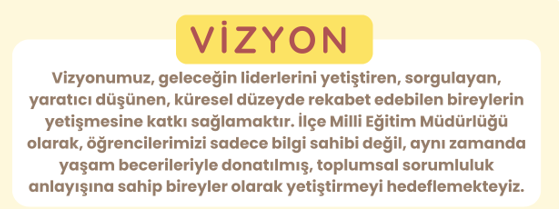 VİZYON
Vizyonumuz, geleceğin liderlerini yetiştiren, sorgulayan,
yaratıcı düşünen, küresel düzeyde rekabet edebilen bireylerin
yetişmesine katkı sağlamaktır. İlçe Milli Eğitim Müdürlüğü
olarak, öğrencilerimizi sadece bilgi sahibi değil, aynı zamanda
yaşam becerileriyle donatılmış, toplumsal sorumluluk
anlayışına sahip bireyler olarak yetiştirmeyi hedeflemekteyiz.